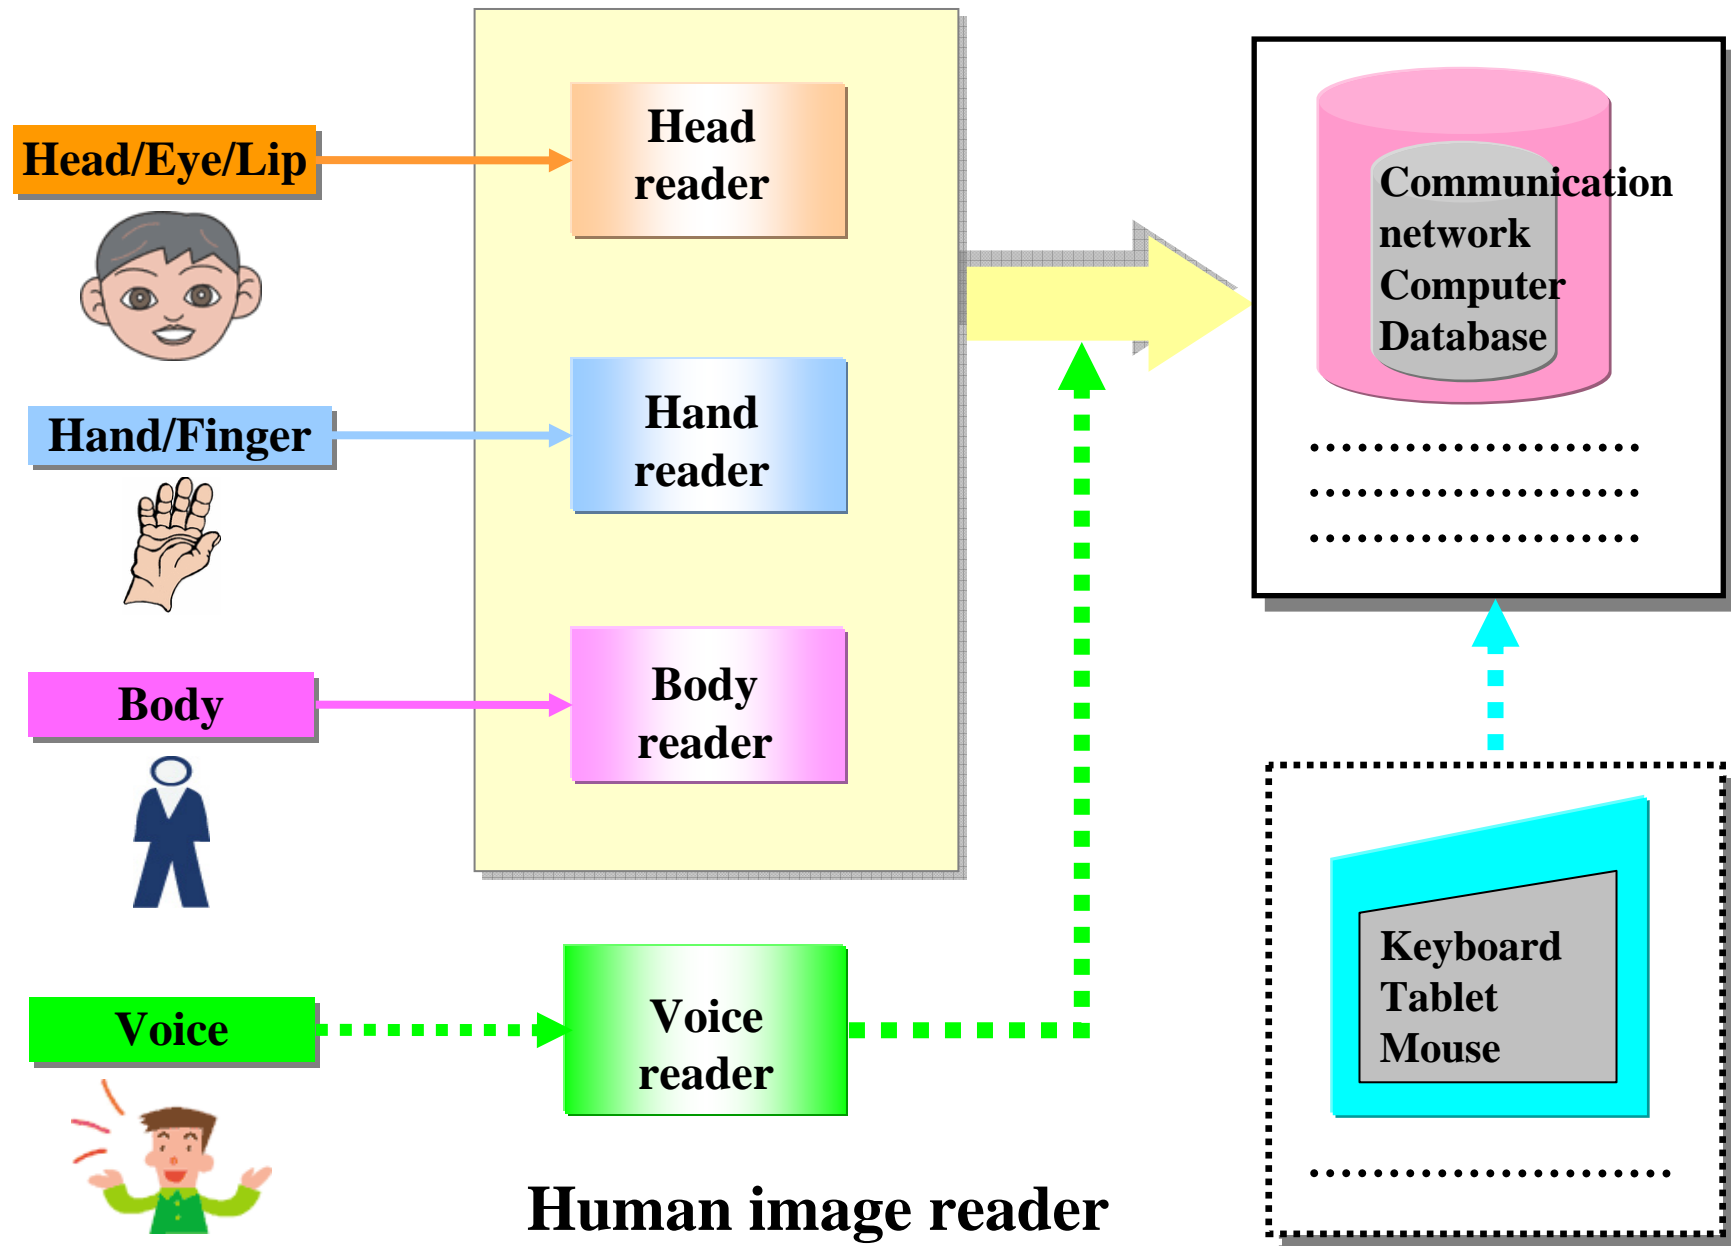 Head/Eye/Lip
Head
reader
Communication
network
Computer
Database
Hand/Finger
Hand
reader
Body
Body
reader
Voice
Voice
reader
Keyboard
Tablet
Mouse
Human image reader